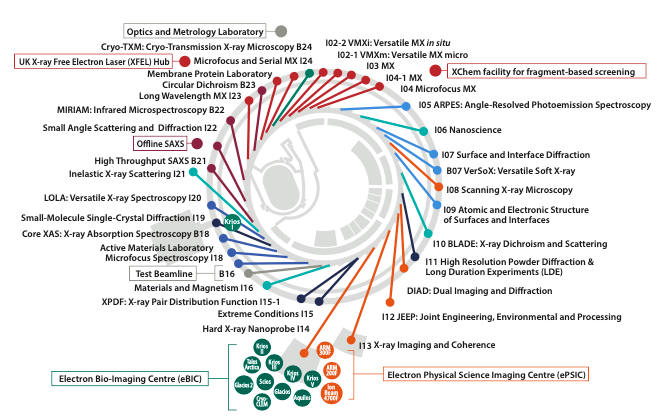 Optics and Metrology Laboratory
Cryo-TXM: Cryo-Transmission X-ray Microscopy B24
UK X-ray Free Electron Laser (XFEL) Hub
Microfocus and Serial MX I24
Membrane Protein Laboratory
Circular Dichroism B23
Long Wavelength MX I23
MIRIAM: Infrared Microspectroscopy B22
Small Angle Scattering and Diffraction I22
Offline SAXS
High Throughput SAXS B21
Inelastic X-ray Scattering I21
LOLA: Versatile X-ray Spectroscopy I20
Small-Molecule Single-Crystal Diffraction I19
Krios
I
Core XAS: X-ray Absorption Spectroscopy B18
Active Materials Laboratory
Microfocus Spectroscopy I18
Test Beamline
B16
Materials and Magnetism I16
XPDF: X-ray Pair Distribution Function I15-1
Extreme Conditions I15
Hard X-ray Nanoprobe I14
I02-2 VMXi: Versatile MX in situ
I02-1 VMXm: Versatile MX micro
I03 MX
I04-1 MX
I04 Microfocus MX
XChem facility for fragment-based screening
I05 ARPES: Angle-Resolved Photoemission Spectroscopy
I06 Nanoscience
I07 Surface and Interface Diffraction
B07 VerSoX: Versatile Soft X-ray
I08 Scanning X-ray Microscopy
I09 Atomic and Electronic Structure
of Surfaces and Interfaces
I10 BLADE: X-ray Dichroism and Scattering
I11 High Resolution Powder Diffraction &
Long Duration Experiments (LDE)
DIAD: Dual Imaging and Diffraction
I12 JEEP: Joint Engineering, Environmental and Processing
I13 X-ray Imaging and Coherence
Electron Bio-Imaging Centre (eBIC)
Krios
II
Talos
Arctica
Krios
III
Glacios 2
Scios
Krios
IV
Krios
V
Cryo
CLEM
Glacios
Aquilos
ARM
300F
ARM
200F
Ion
Beam
4700F
Electron Physical Science Imaging Centre (ePSIC)